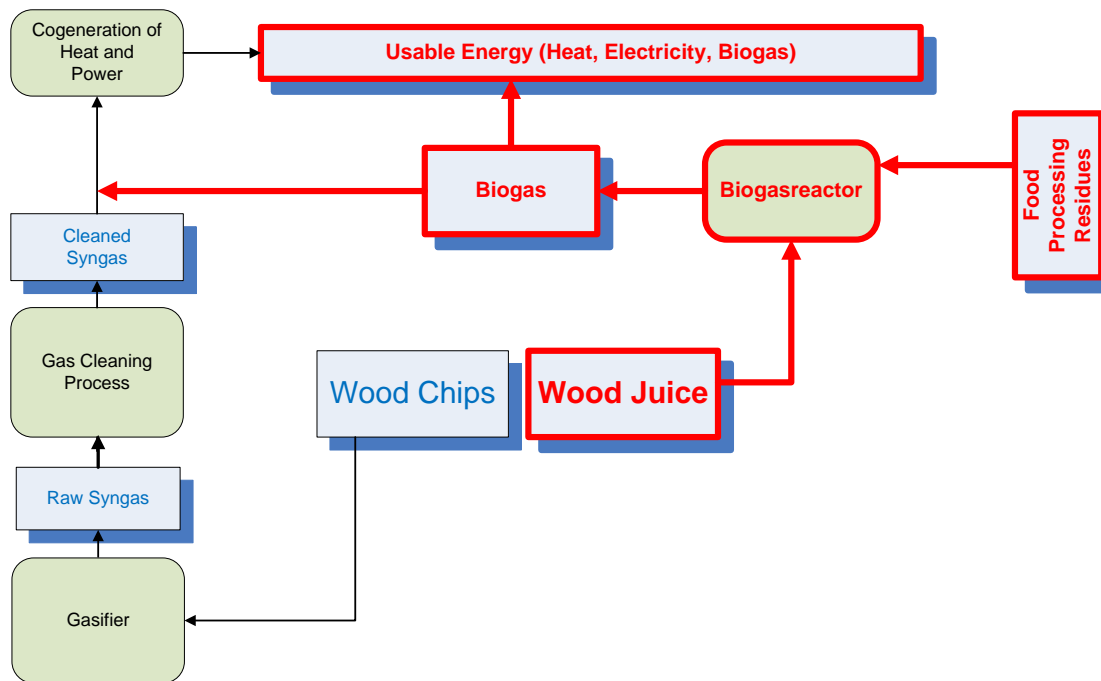 Cogeneration of
Heat and
Power
Usable Energy (Heat, Electricity, Biogas)
Biogas
Biogasreactor
Food
Processing
Residues
Cleaned
Syngas
Gas Cleaning
Process
Wood Chips
Wood Juice
Raw Syngas
Gasifier